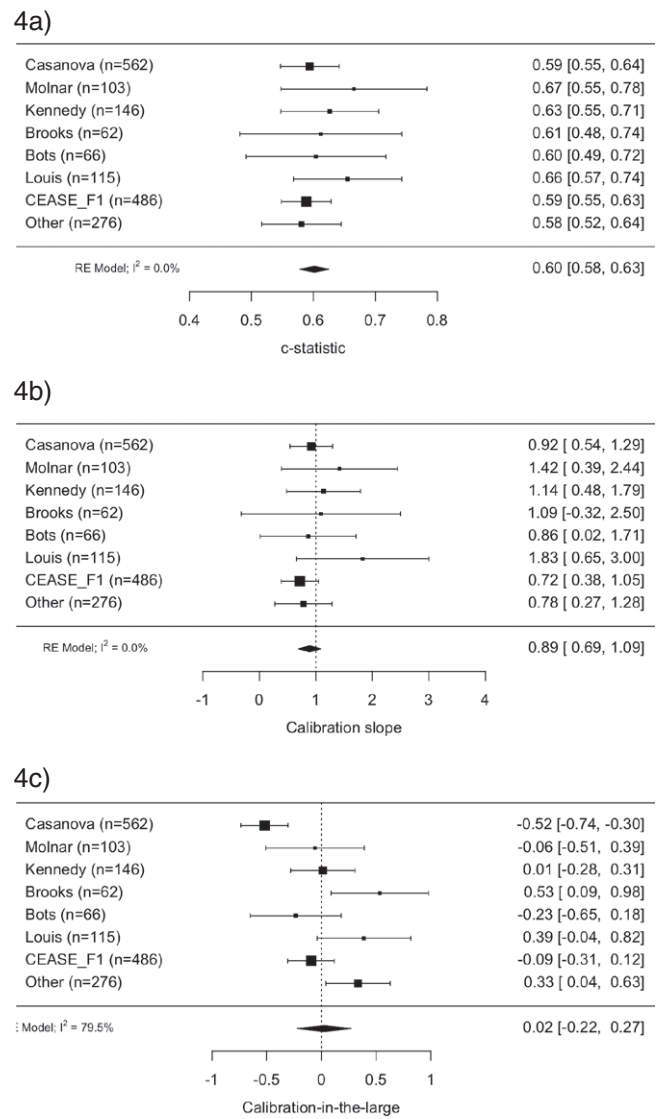 4a)
Casanova (n=562) 0.59 [0.55, 0.64]
Molnar (n=103) 0.67 [0.55, 0.78]
Kennedy (n=146) 0.63 [0.55, 0.71]
Brooks (n=62) 0.61 [0.48, 0.74]
Bots (n=66) 0.60 [0.49, 0.72]
Louis (n=115) 0.66 [0.57, 0.74]
CEASE_F1 (n=486) 0.59 [0.55, 0.63]
Other (n=276) 0.58 [0.52, 0.64]
RE Model; I² = 0.0% 0.60 [0.58, 0.63]
0.4 0.5 0.6 0.7 0.8
c-statistic
4b)
Casanova (n=562) 0.92 [ 0.54, 1.29]
Molnar (n=103) 1.42 [ 0.39, 2.44]
Kennedy (n=146) 1.14 [ 0.48, 1.79]
Brooks (n=62) 1.09 [-0.32, 2.50]
Bots (n=66) 0.86 [ 0.02, 1.71]
Louis (n=115) 1.83 [ 0.65, 3.00]
CEASE_F1 (n=486) 0.72 [ 0.38, 1.05]
Other (n=276) 0.78 [ 0.27, 1.28]
RE Model; I² = 0.0% 0.89 [ 0.69, 1.09]
-1 0 1 2 3 4
Calibration slope
4c)
Casanova (n=562) -0.52 [-0.74, -0.30]
Molnar (n=103) -0.06 [-0.51, 0.39]
Kennedy (n=146) 0.01 [-0.28, 0.31]
Brooks (n=62) 0.53 [ 0.09, 0.98]
Bots (n=66) -0.23 [-0.65, 0.18]
Louis (n=115) 0.39 [-0.04, 0.82]
CEASE_F1 (n=486) -0.09 [-0.31, 0.12]
Other (n=276) 0.33 [ 0.04, 0.63]
Model; I² = 79.5% 0.02 [-0.22, 0.27]
-1 -0.5 0 0.5 1
Calibration-in-the-large